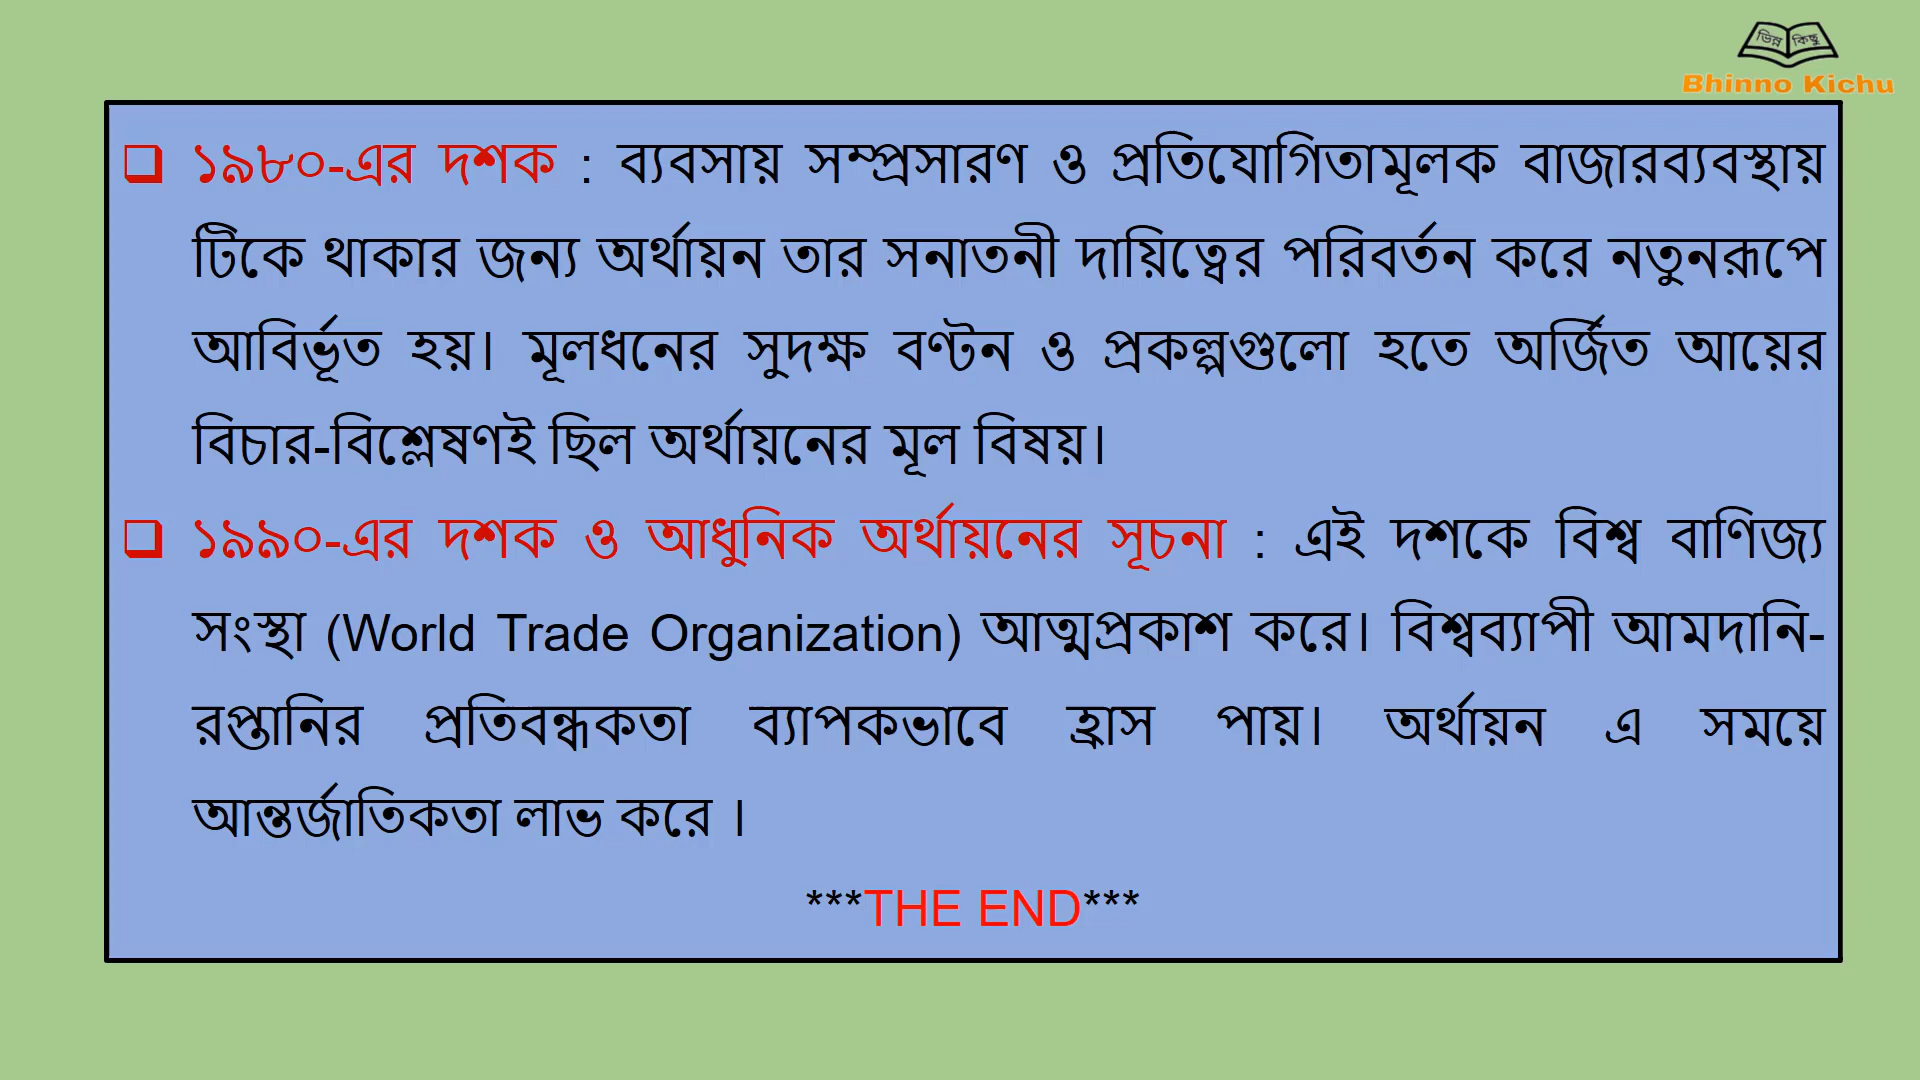 ভিন্ন কিছু
Bhinno Kichu
❑ ১৯৮০-এর দশক : ব্যবসায় সম্প্রসারণ ও প্রতিযোগিতামূলক বাজারব্যবস্থায়
টিকে থাকার জন্য অর্থায়ন তার সনাতনী দায়িত্বের পরিবর্তন করে নতুনরূপে
আবির্ভূত হয়। মূলধনের সুদক্ষ বণ্টন ও প্রকল্পগুলো হতে অর্জিত আয়ের
বিচার-বিশ্লেষণই ছিল অর্থায়নের মূল বিষয়।
❑ ১৯৯০-এর দশক ও আধুনিক অর্থায়নের সূচনা : এই দশকে বিশ্ব বাণিজ্য
সংস্থা (World Trade Organization) আত্মপ্রকাশ করে। বিশ্বব্যাপী আমদানি-
রপ্তানির প্রতিবন্ধকতা ব্যাপকভাবে হ্রাস পায়। অর্থায়ন এ সময়ে
আন্তর্জাতিকতা লাভ করে ।
***THE END***